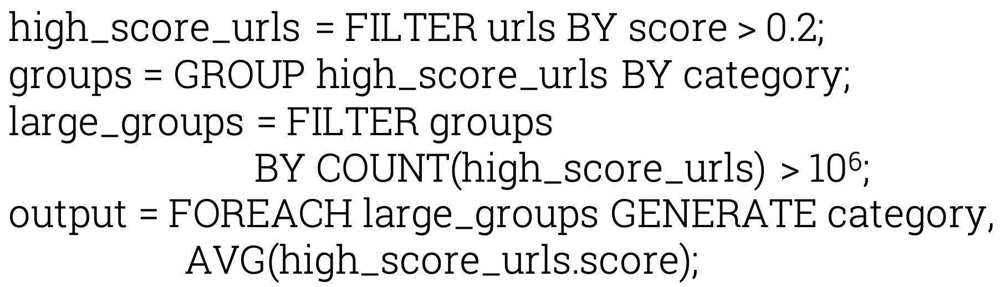 high_score_urls = FILTER urls BY score > 0.2;
groups = GROUP high_score_urls BY category;
large_groups = FILTER groups
BY COUNT(high_score_urls) > 10⁶;
output = FOREACH large_groups GENERATE category,
AVG(high_score_urls.score);